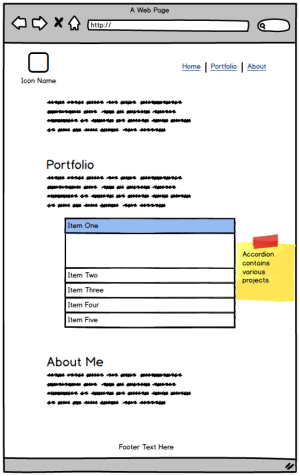 A Web Page
http://
Icon Name
Home | Portfolio | About
Portfolio
Item One
Item Two
Item Three
Item Four
Item Five
Accordion
contains
various
projects.
About Me
Footer Text Here